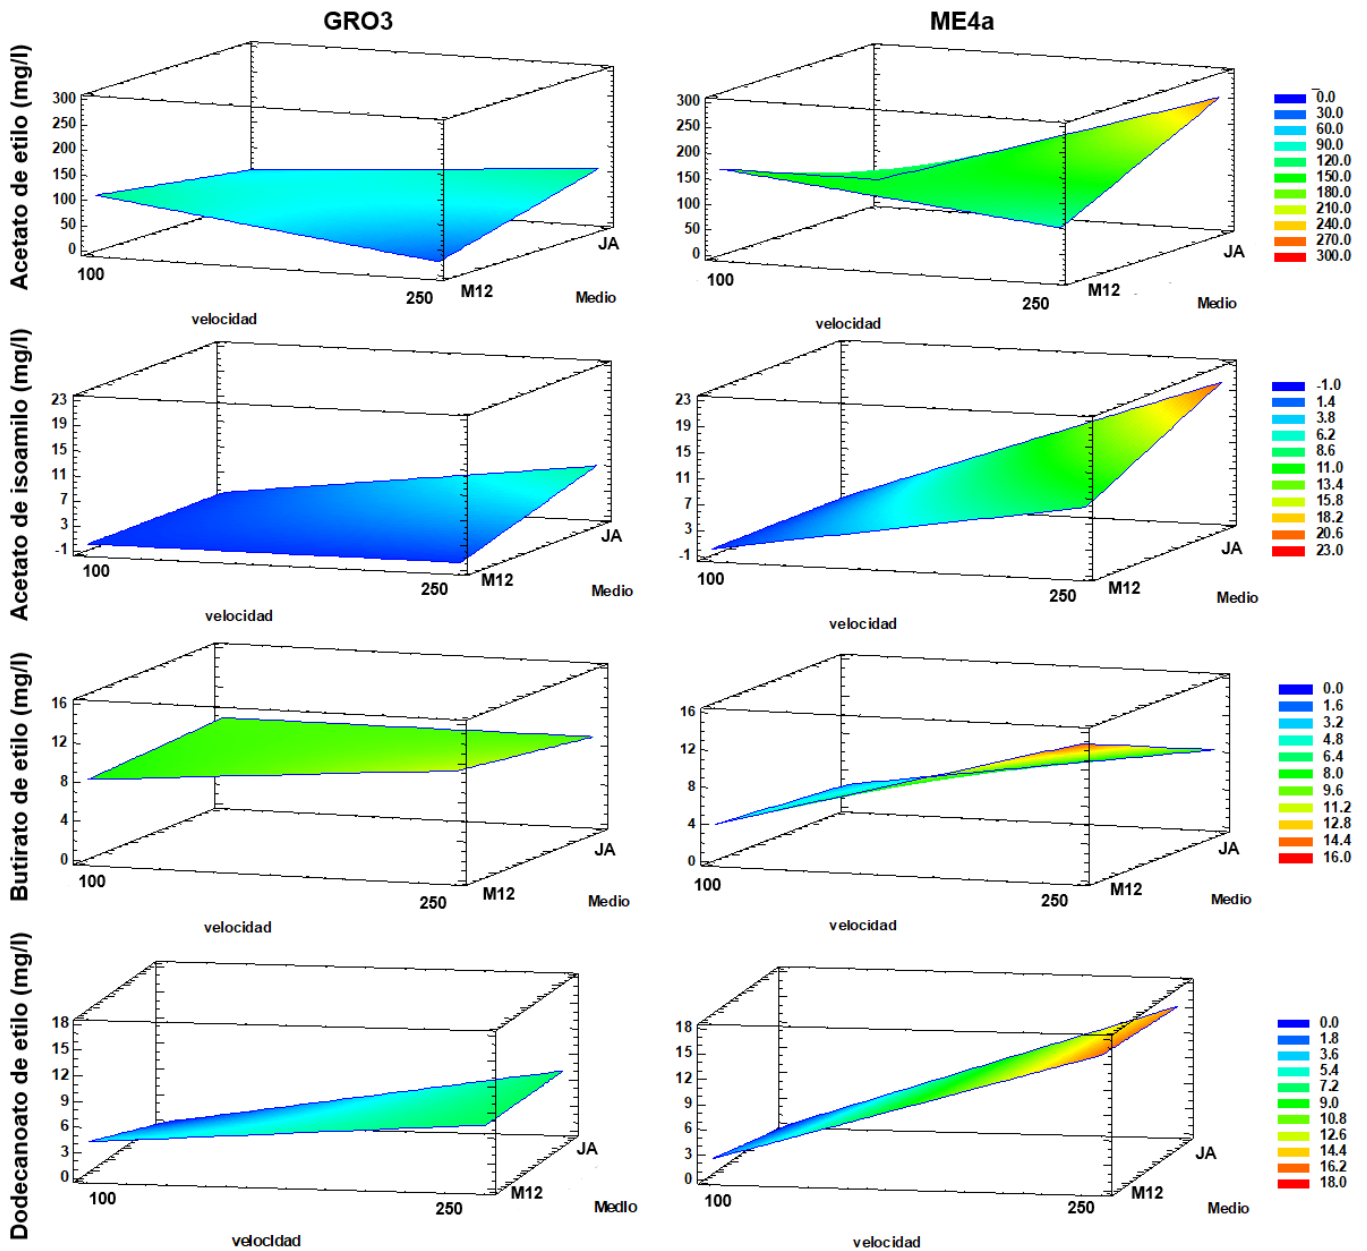 GRO3
ME4a
Acetato de etilo (mg/l)
300
250
200
150
100
50
0
100
250
M12
JA
Medio
velocidad
300
250
200
150
100
50
0
100
250
M12
JA
Medio
velocidad
0.0
30.0
60.0
90.0
120.0
150.0
180.0
210.0
240.0
270.0
300.0
Acetato de isoamilo (mg/l)
23
19
15
11
7
3
-1
100
250
M12
JA
Medio
velocidad
23
19
15
11
7
3
-1
100
250
M12
JA
Medio
velocidad
-1.0
1.4
3.8
6.2
8.6
11.0
13.4
15.8
18.2
20.6
23.0
Butirato de etilo (mg/l)
16
12
8
4
0
100
250
M12
JA
Medio
velocidad
16
12
8
4
0
100
250
M12
JA
Medio
velocidad
0.0
1.6
3.2
4.8
6.4
8.0
9.6
11.2
12.8
14.4
16.0
Dodecanoato de etilo (mg/l)
18
15
12
9
6
3
0
100
250
M12
JA
Medio
velocidad
18
15
12
9
6
3
0
100
250
M12
JA
Medio
velocidad
0.0
1.8
3.6
5.4
7.2
9.0
10.8
12.6
14.4
16.2
18.0